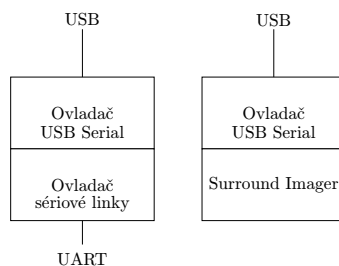 USB
Ovladač
USB Serial
Ovladač
sériové linky
UART
USB
Ovladač
USB Serial
Surround Imager